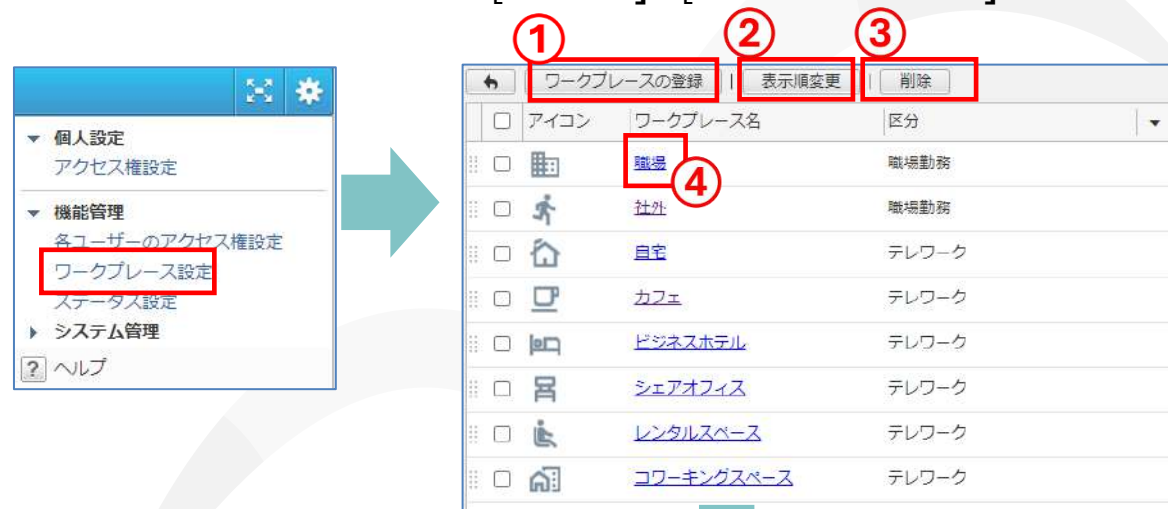 ① ② ③
個人設定
アクセス権設定
機能管理
各ユーザーのアクセス権設定
ワークプレース設定
ステータス設定
システム管理
? ヘルプ
ワークプレースの登録 | 表示順変更 | 削除
アイコン ワークプレース名 区分
職場 職場勤務
④
社外 職場勤務
自宅 テレワーク
カフェ テレワーク
ビジネスホテル テレワーク
シェアオフィス テレワーク
レンタルスペース テレワーク
コワーキングスペース テレワーク